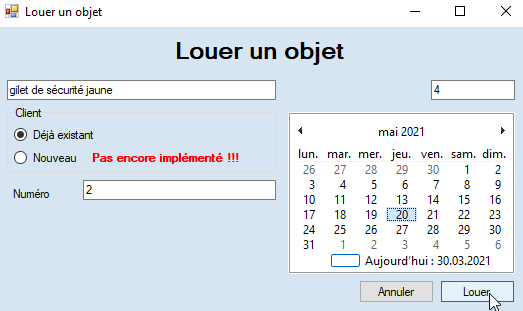 Louer un objet
Louer un objet
gilet de sécurité jaune 4
Client
Déjà existant
Nouveau Pas encore implémenté !!!
Numéro 2
mai 2021
lun. mar. mer. jeu. ven. sam. dim.
26 27 28 29 30 1 2
3 4 5 6 7 8 9
10 11 12 13 14 15 16
17 18 19 20 21 22 23
24 25 26 27 28 29 30
31 1 2 3 4 5 6
Aujourd'hui : 30.03.2021
Annuler Louer